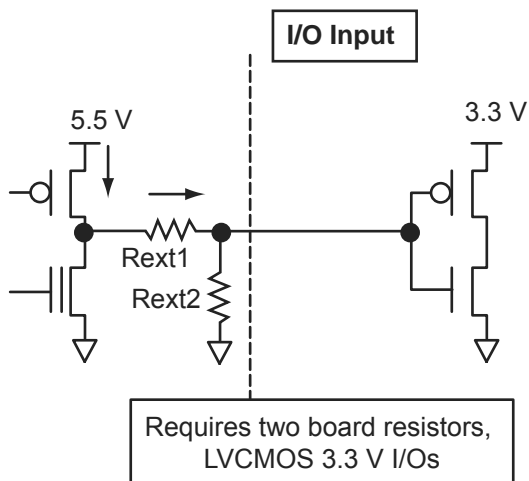 I/O Input
5.5 V
3.3 V
Rext1
Rext2
Requires two board resistors,
LVCMOS 3.3 V I/Os